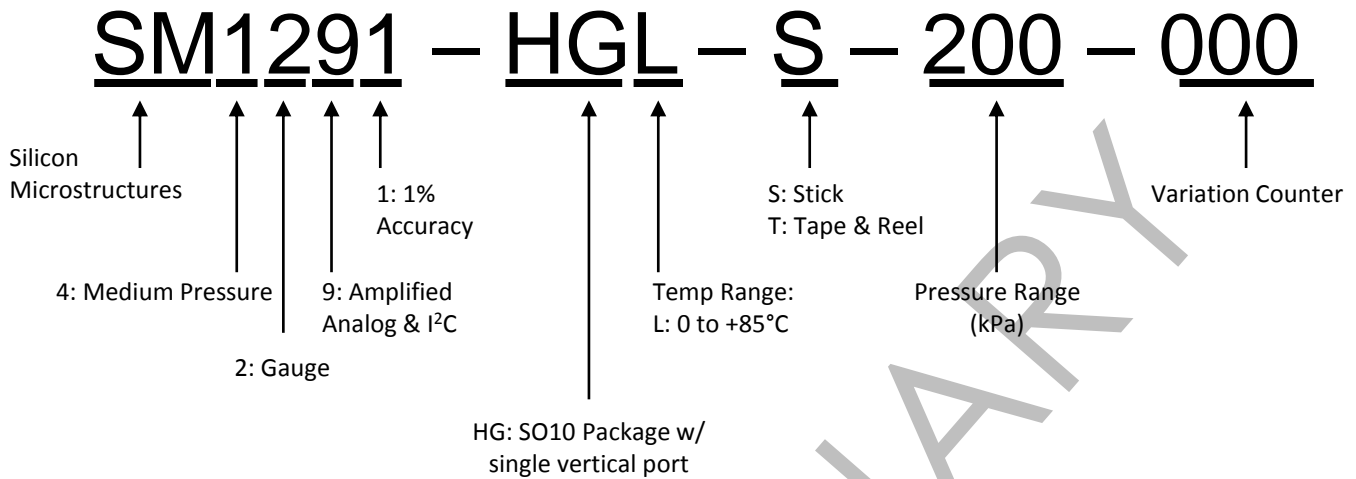 SM1291 – HGL – S – 200 – 000
Silicon
Microstructures
1: 1%
Accuracy
S: Stick
T: Tape & Reel
Variation Counter
4: Medium Pressure
9: Amplified
Analog & I²C
Temp Range:
L: 0 to +85°C
Pressure Range
(kPa)
2: Gauge
HG: SO10 Package w/
single vertical port